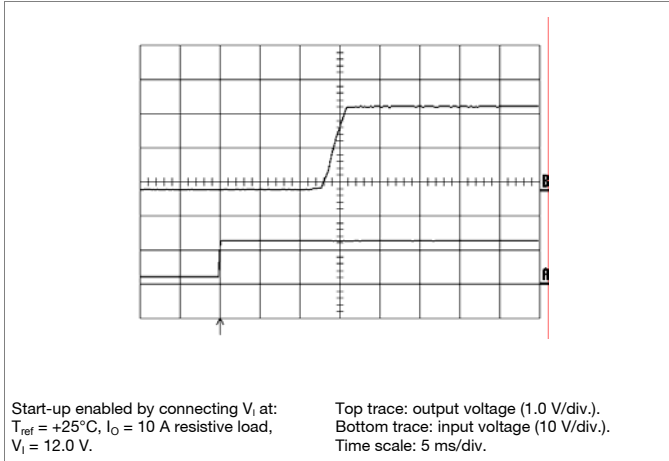 B
A
Start-up enabled by connecting VI at:
Tref = +25°C, IO = 10 A resistive load,
VI = 12.0 V.
Top trace: output voltage (1.0 V/div.).
Bottom trace: input voltage (10 V/div.).
Time scale: 5 ms/div.